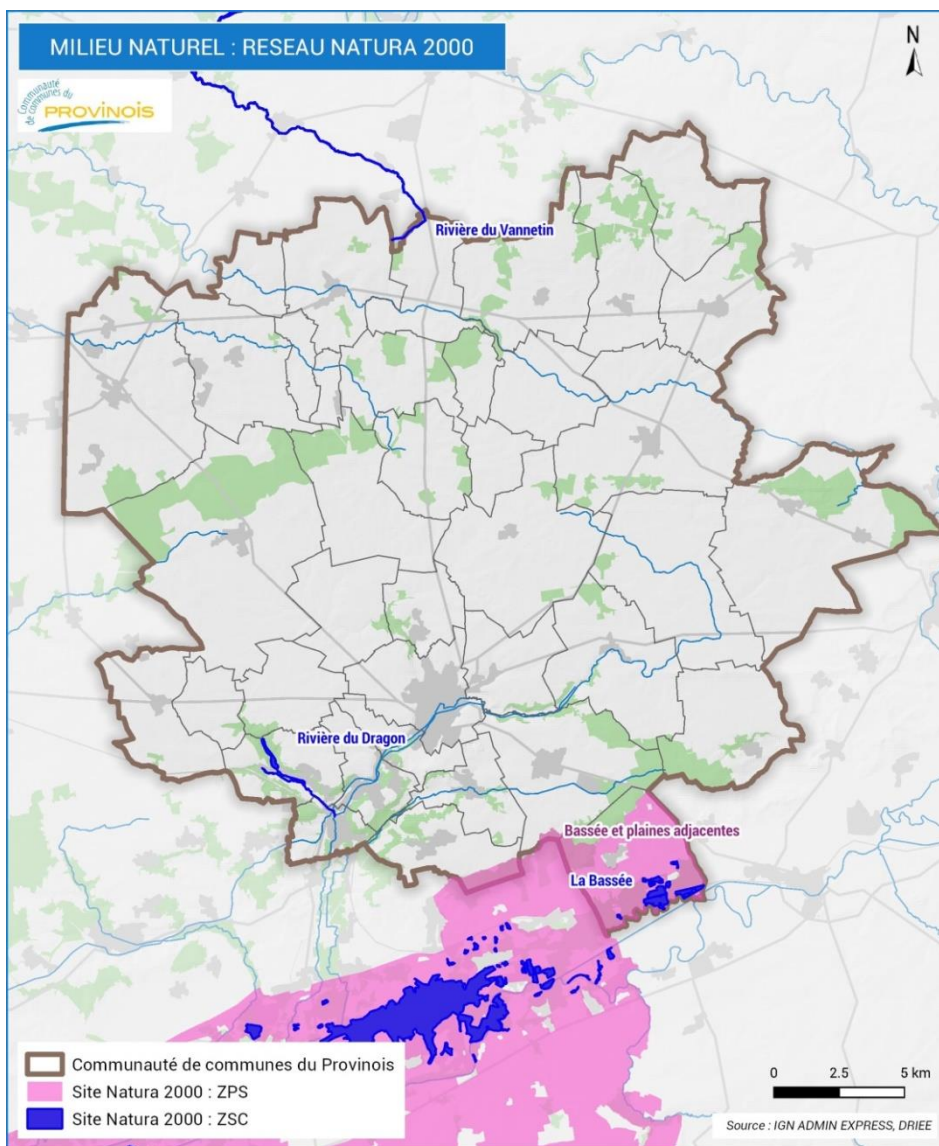 MILIEU NATUREL : RESEAU NATURA 2000
N
Communauté
de communes du
PROVINOIS
Rivière du Vannetin
Rivière du Dragon
Bassée et plaines adjacentes
La Bassée
Communauté de communes du Provinois
Site Natura 2000 : ZPS
Site Natura 2000 : ZSC
0 2.5 5 km
Source : IGN ADMIN EXPRESS, DRIEE